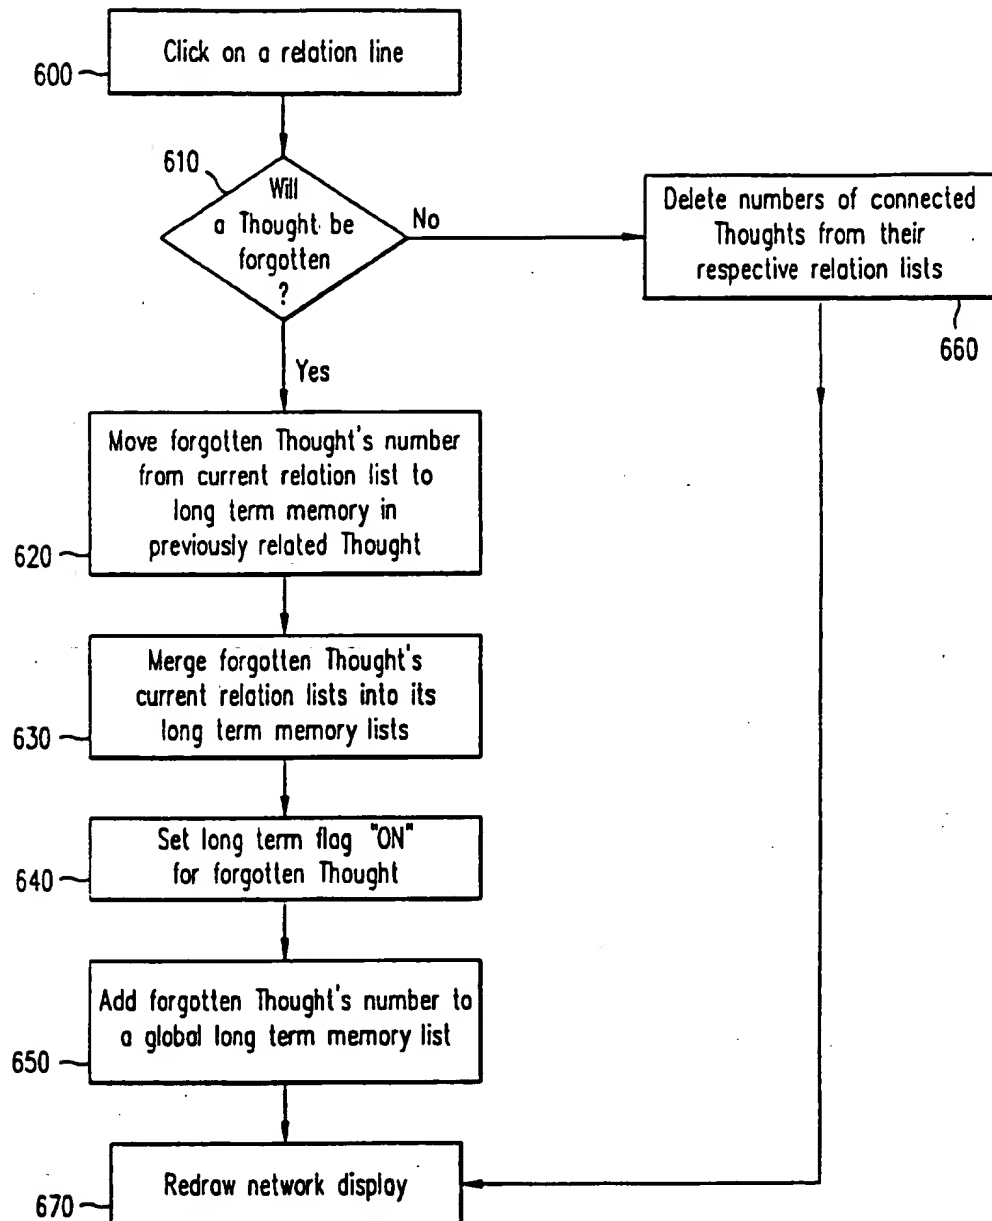 Click on a relation line
600
610
Will
a Thought be
forgotten
?
No
Delete numbers of connected
Thoughts from their
respective relation lists
660
Yes
Move forgotten Thought's number
from current relation list to
long term memory in
previously related Thought
620
Merge forgotten Thought's
current relation lists into its
long term memory lists
630
Set long term flag "ON"
for forgotten Thought
640
Add forgotten Thought's number to
a global long term memory list
650
Redraw network display
670